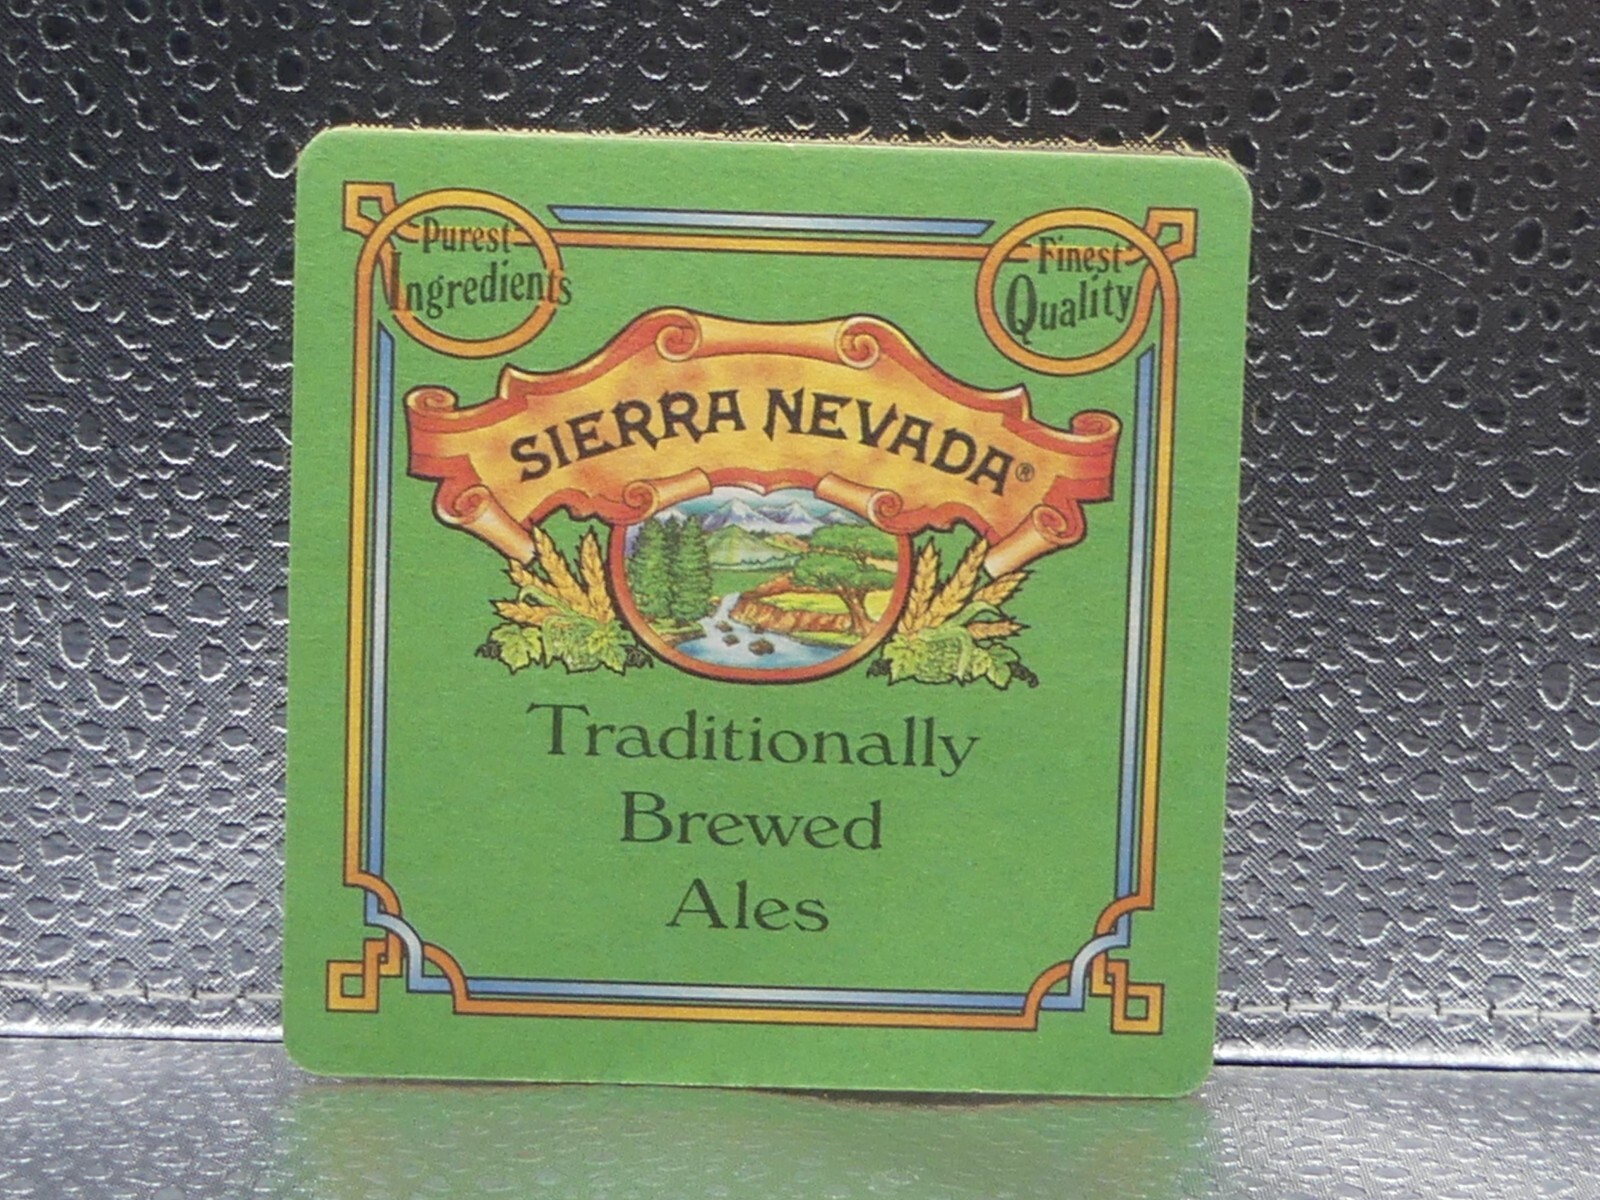 Purest
Ingredients
Finest
Quality
SIERRA NEVADA®
Traditionally
Brewed
Ales